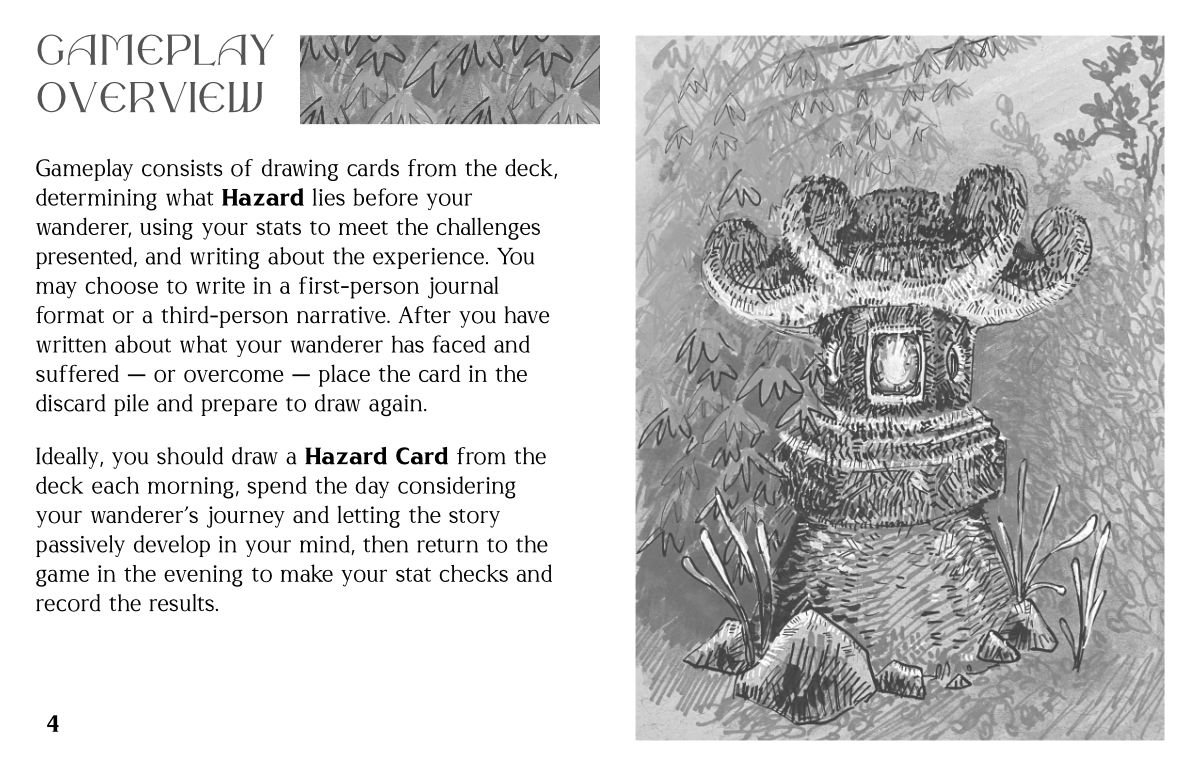 GAMEPLAY
OVERVIEW
Gameplay consists of drawing cards from the deck,
determining what Hazard lies before your
wanderer, using your stats to meet the challenges
presented, and writing about the experience. You
may choose to write in a first-person journal
format or a third-person narrative. After you have
written about what your wanderer has faced and
suffered — or overcome — place the card in the
discard pile and prepare to draw again.
Ideally, you should draw a Hazard Card from the
deck each morning, spend the day considering
your wanderer's journey and letting the story
passively develop in your mind, then return to the
game in the evening to make your stat checks and
record the results.
4